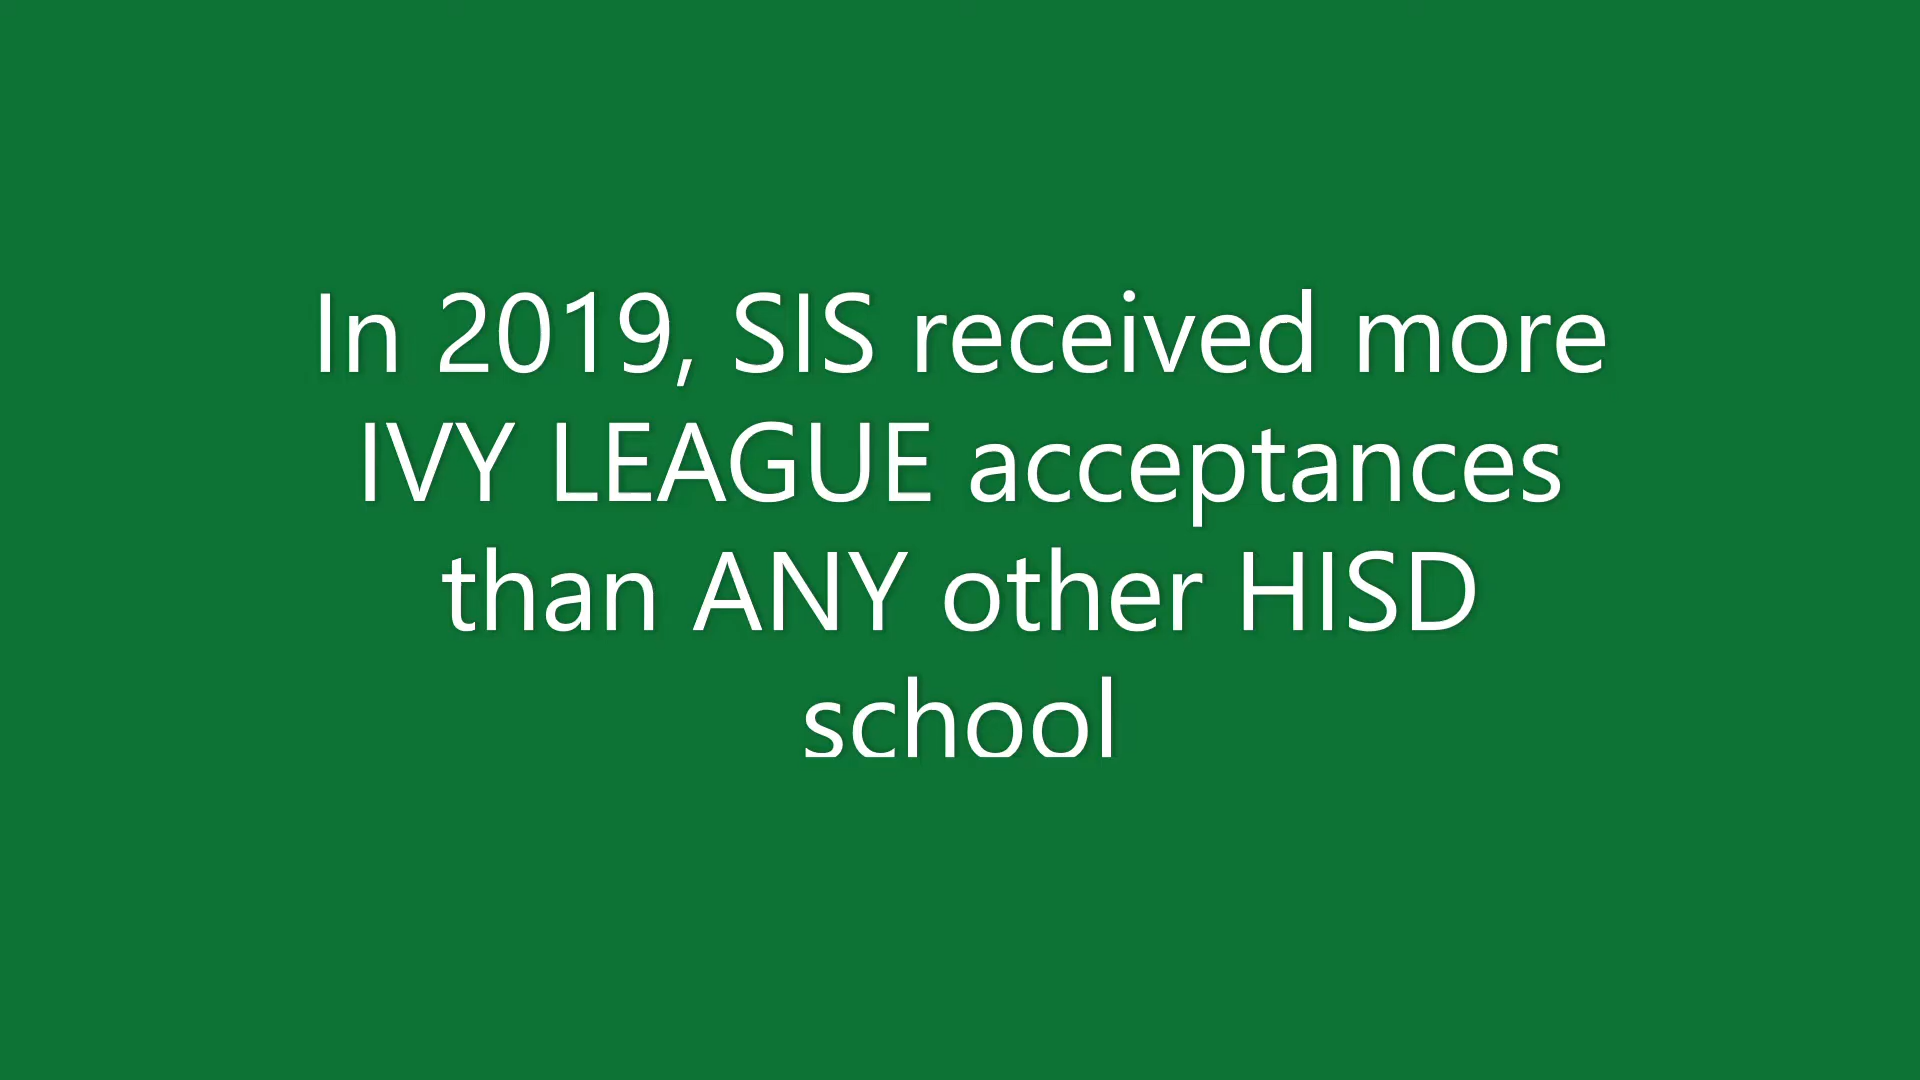 In 2019, SIS received more
IVY LEAGUE acceptances
than ANY other HISD
school